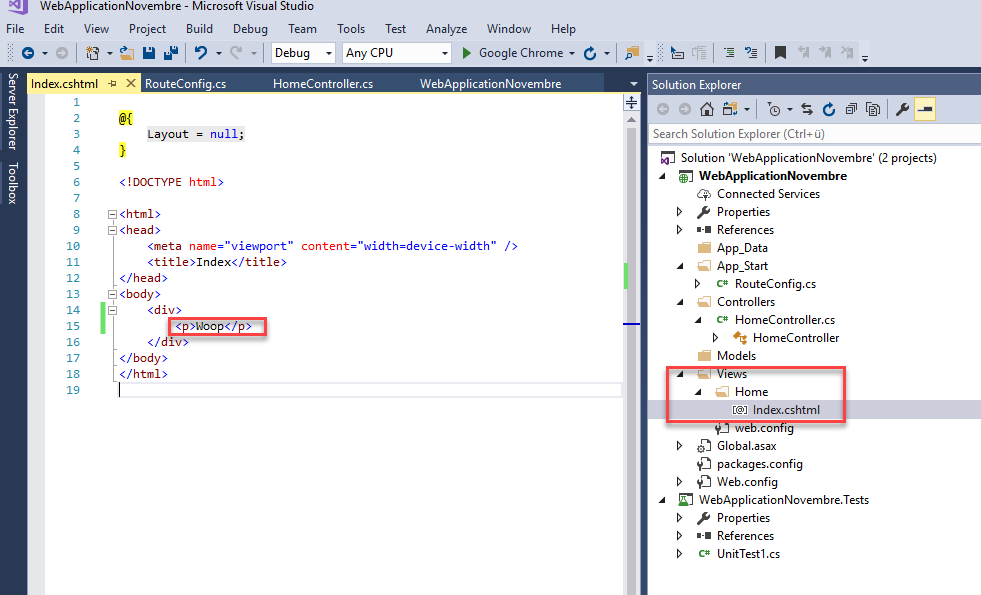 WebApplicationNovembre - Microsoft Visual Studio
File Edit View Project Build Debug Team Tools Test Analyze Window Help
Debug Any CPU Google Chrome
Server Explorer
Toolbox
Index.cshtml RouteConfig.cs HomeController.cs WebApplicationNovembre
1
2 @{
3 Layout = null;
4 }
5
6 <!DOCTYPE html>
7
8 <html>
9 <head>
10 <meta name="viewport" content="width=device-width" />
11 <title>Index</title>
12 </head>
13 <body>
14 <div>
15 <p>Woop</p>
16 </div>
17 </body>
18 </html>
19
Solution Explorer
Search Solution Explorer (Ctrl+ü)
Solution 'WebApplicationNovembre' (2 projects)
WebApplicationNovembre
Connected Services
Properties
References
App_Data
App_Start
C# RouteConfig.cs
Controllers
C# HomeController.cs
HomeController
Models
Views
Home
[@] Index.cshtml
web.config
Global.asax
packages.config
Web.config
WebApplicationNovembre.Tests
Properties
References
C# UnitTest1.cs